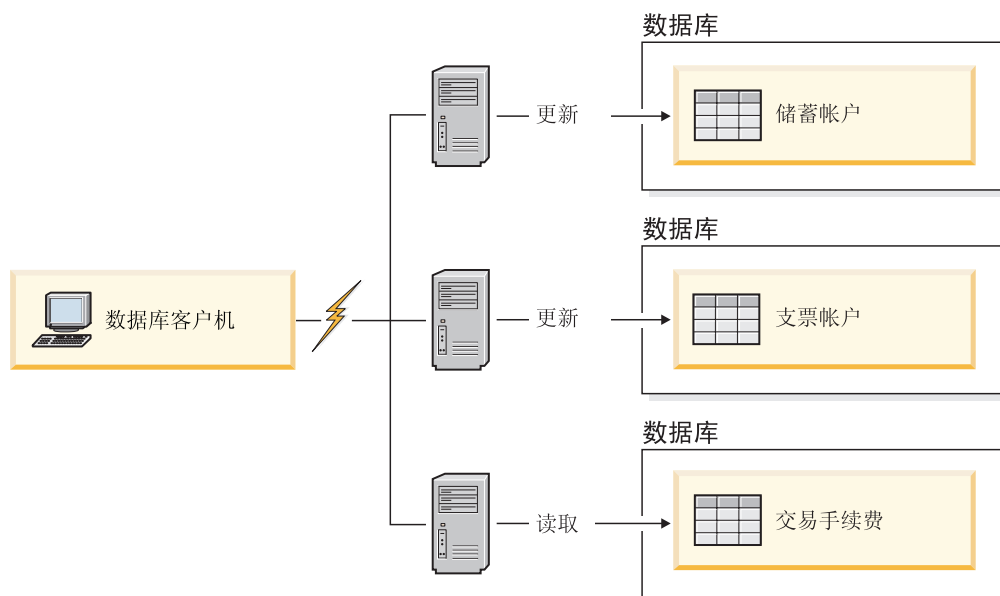 数据库
更新
储蓄帐户
数据库
数据库客户机
更新
支票帐户
数据库
读取
交易手续费